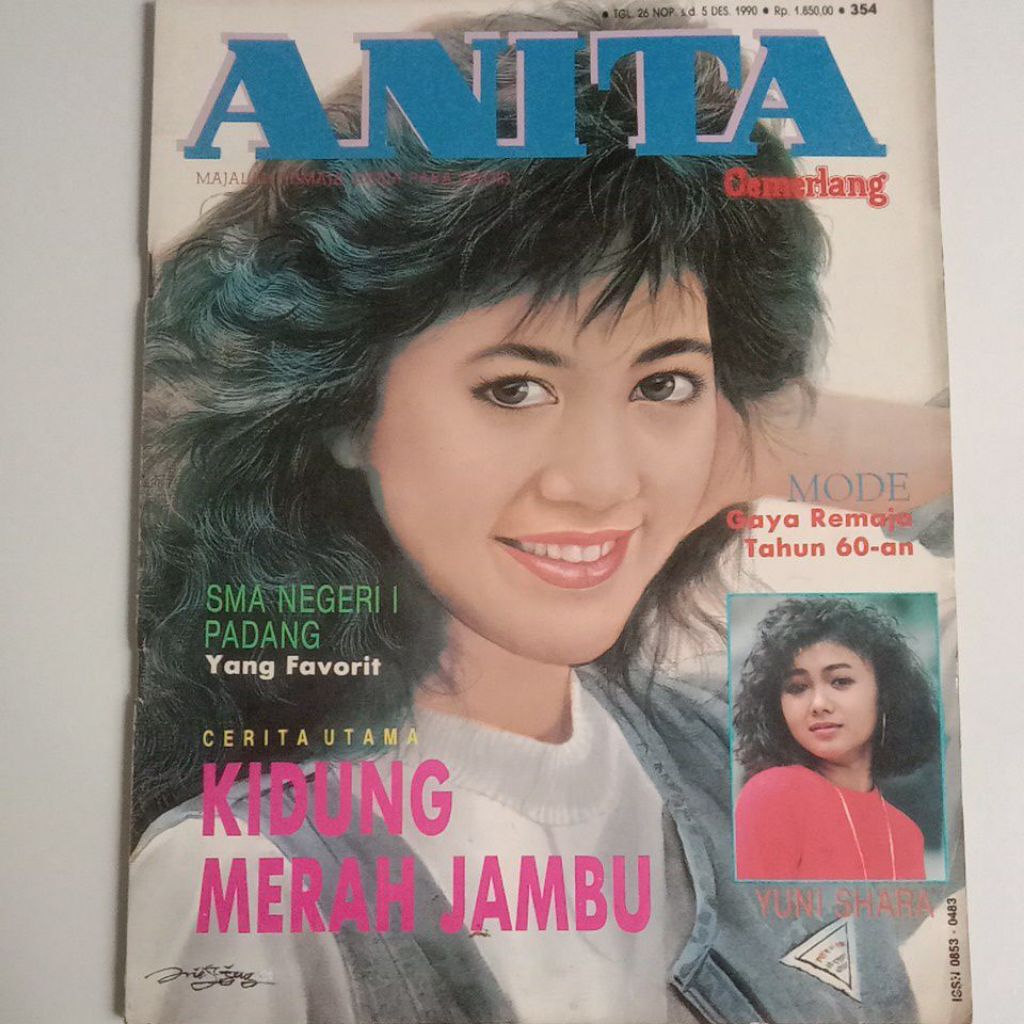 • TGL. 26 NOP. s.d. 5 DES. 1990 • Rp. 1.850,00 • 354
ANITA
Cemerlang
MODE
Gaya Remaja
Tahun 60-an
SMA NEGERI I
PADANG
Yang Favorit
CERITA UTAMA
KIDUNG
MERAH JAMBU
YUNI SHARA
ISSN 0853 - 0483